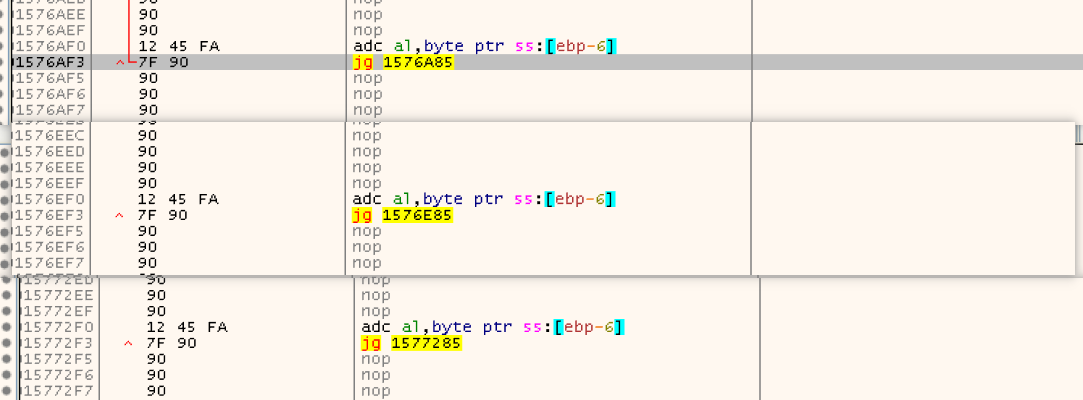 1576AEE 90 nop
1576AEF 90 nop
1576AF0 12 45 FA adc al,byte ptr ss:[ebp-6]
1576AF3 ^ 7F 90 jg 1576A85
1576AF5 90 nop
1576AF6 90 nop
1576AF7 90 nop
1576EEC 90 nop
1576EED 90 nop
1576EEE 90 nop
1576EEF 90 nop
1576EF0 12 45 FA adc al,byte ptr ss:[ebp-6]
1576EF3 ^ 7F 90 jg 1576E85
1576EF5 90 nop
1576EF6 90 nop
1576EF7 90 nop
015772ED 90 nop
015772EE 90 nop
015772EF 90 nop
015772F0 12 45 FA adc al,byte ptr ss:[ebp-6]
015772F3 ^ 7F 90 jg 1577285
015772F5 90 nop
015772F6 90 nop
015772F7 90 nop